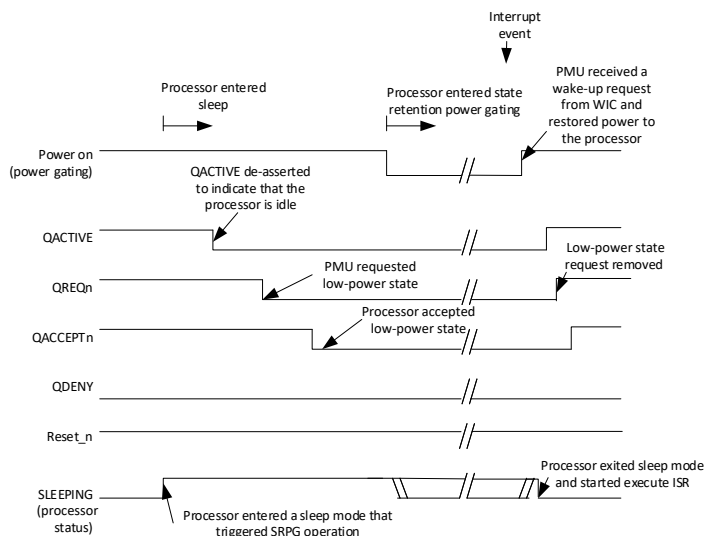 Interrupt
event
Processor entered
sleep
Processor entered state
retention power gating
PMU received a
wake-up request
from WIC and
restored power to
the processor
Power on
(power gating)
QACTIVE de-asserted
to indicate that the
processor is idle
QACTIVE
Low-power state
request removed
PMU requested
low-power state
QREQn
Processor accepted
low-power state
QACCEPTn
QDENY
Reset_n
Processor exited sleep mode
and started execute ISR
SLEEPING
(processor
status)
Processor entered a sleep mode that
triggered SRPG operation